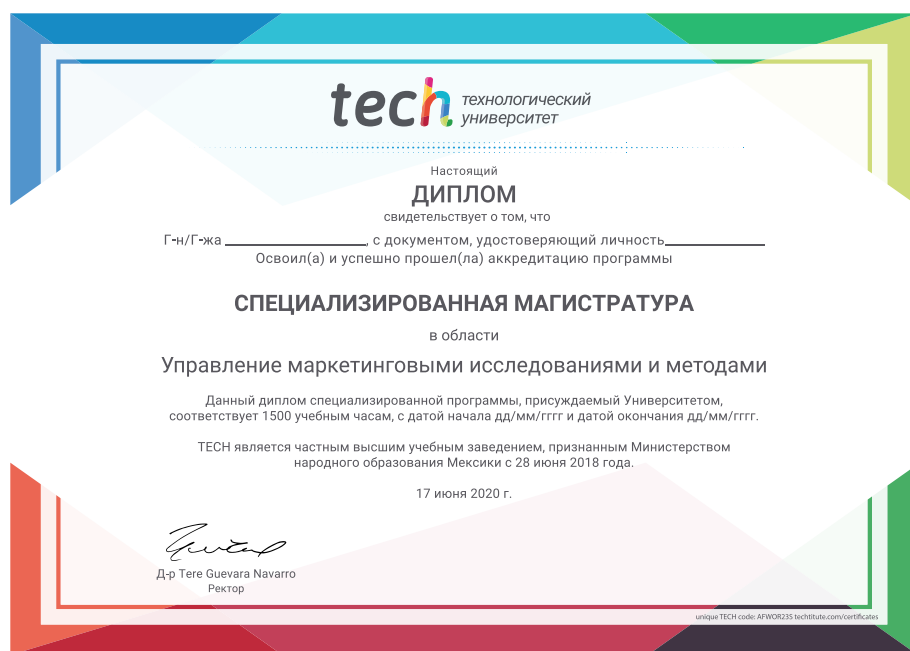 tech технологический
университет
Настоящий
ДИПЛОМ
свидетельствует о том, что
Г-н/Г-жа ____________________, с документом, удостоверяющий личность______________
Освоил(а) и успешно прошел(ла) аккредитацию программы
СПЕЦИАЛИЗИРОВАННАЯ МАГИСТРАТУРА
в области
Управление маркетинговыми исследованиями и методами
Данный диплом специализированной программы, присуждаемый Университетом,
соответствует 1500 учебным часам, с датой начала дд/мм/гггг и датой окончания дд/мм/гггг.
TECH является частным высшим учебным заведением, признанным Министерством
народного образования Мексики с 28 июня 2018 года.
17 июня 2020 г.
Д-р Tere Guevara Navarro
Ректор
unique TECH code: AFWOR23S techtitute.com/certificates